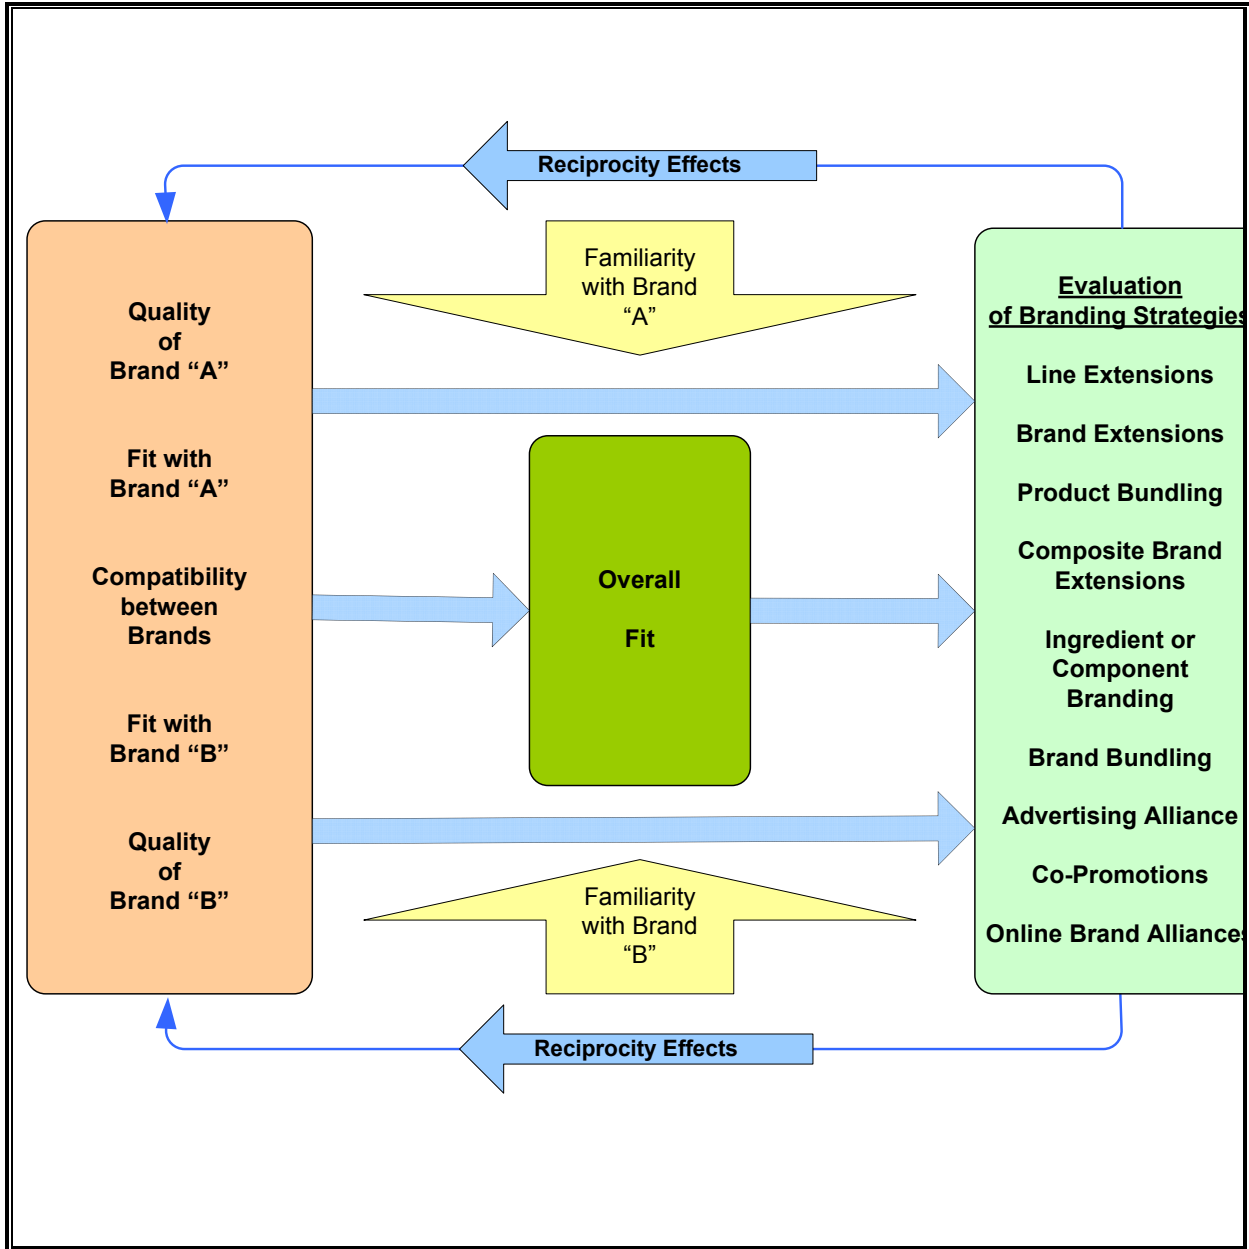 Reciprocity Effects
Quality
of
Brand “A”
Fit with
Brand “A”
Compatibility
between
Brands
Fit with
Brand “B”
Quality
of
Brand “B”
Familiarity
with Brand
“A”
Overall
Fit
Familiarity
with Brand
“B”
Evaluation
of Branding Strategies
Line Extensions
Brand Extensions
Product Bundling
Composite Brand
Extensions
Ingredient or
Component
Branding
Brand Bundling
Advertising Alliance
Co-Promotions
Online Brand Alliances
Reciprocity Effects